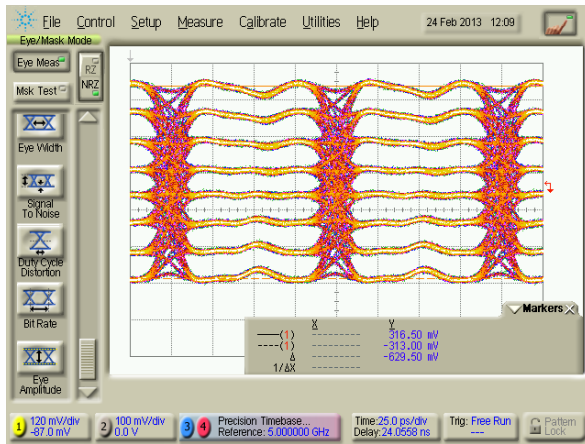 File Control Setup Measure Calibrate Utilities Help 24 Feb 2013 12:09
Eye/Mask Mode
Eye Meas
RZ
NRZ
Msk Test
Eye Width
Signal
To Noise
Duty Cycle
Distortion
Bit Rate
Eye
Amplitude
Markers
X Y
(1) --------- 316.50 mV
(1) --------- -313.00 mV
Δ --------- -629.50 mV
1/ΔX ---------
1 120 mV/div
-87.0 mV
2 100 mV/div
0.0 V
3 4 Precision Timebase...
Reference: 5.000000 GHz
Time:25.0 ps/div
Delay:24.0558 ns
Trig: Free Run
---
Pattern
Lock